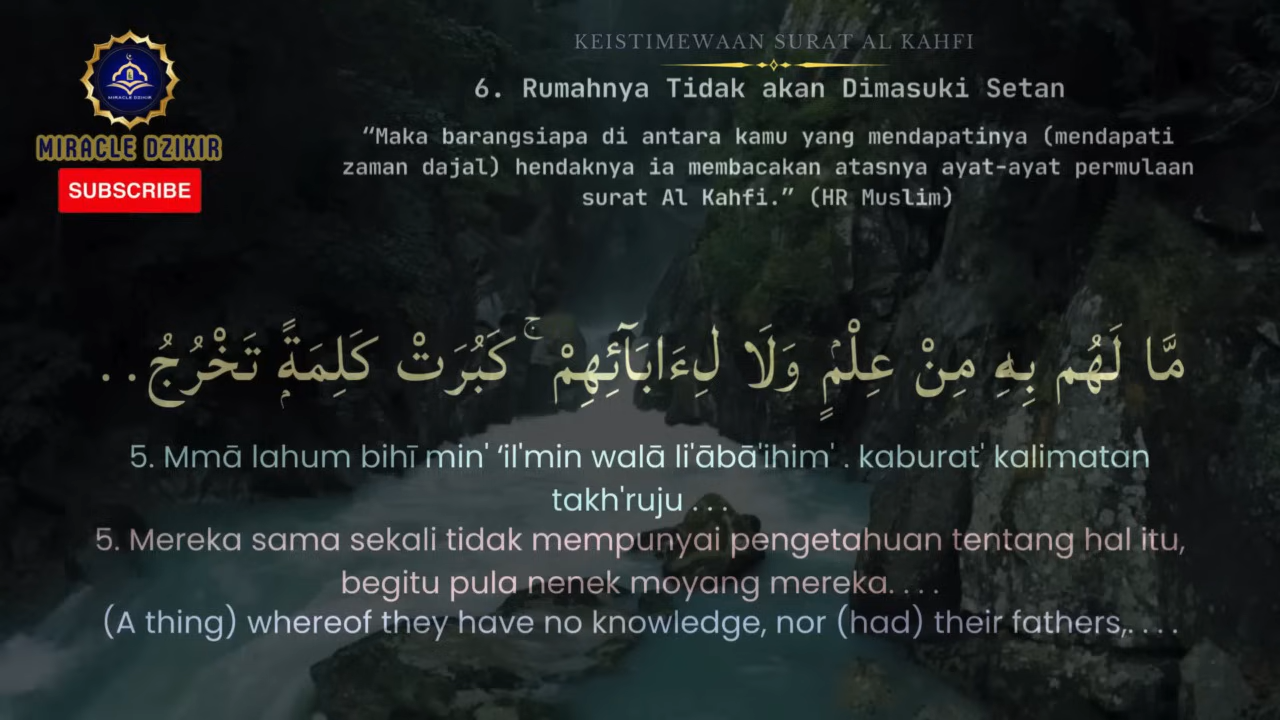 KEISTIMEWAAN SURAT AL KAHFI
6. Rumahnya Tidak akan Dimasuki Setan
“Maka barangsiapa di antara kamu yang mendapatinya (mendapati
zaman dajal) hendaknya ia membacakan atasnya ayat-ayat permulaan
surat Al Kahfi.” (HR Muslim)
MIRACLE DZIKIR
MIRACLE DZIKIR
SUBSCRIBE
مَّا لَهُم بِهِۦ مِنْ عِلْمٍۢ وَلَا لِءَابَآئِهِمْ ۚ كَبُرَتْ كَلِمَةًۭ تَخْرُجُ . .
5. Mmā lahum bihī min' ‘il'min walā li'ābā'ihim' . kaburat' kalimatan
takh'ruju . . .
5. Mereka sama sekali tidak mempunyai pengetahuan tentang hal itu,
begitu pula nenek moyang mereka. . . .
(A thing) whereof they have no knowledge, nor (had) their fathers,. . . .